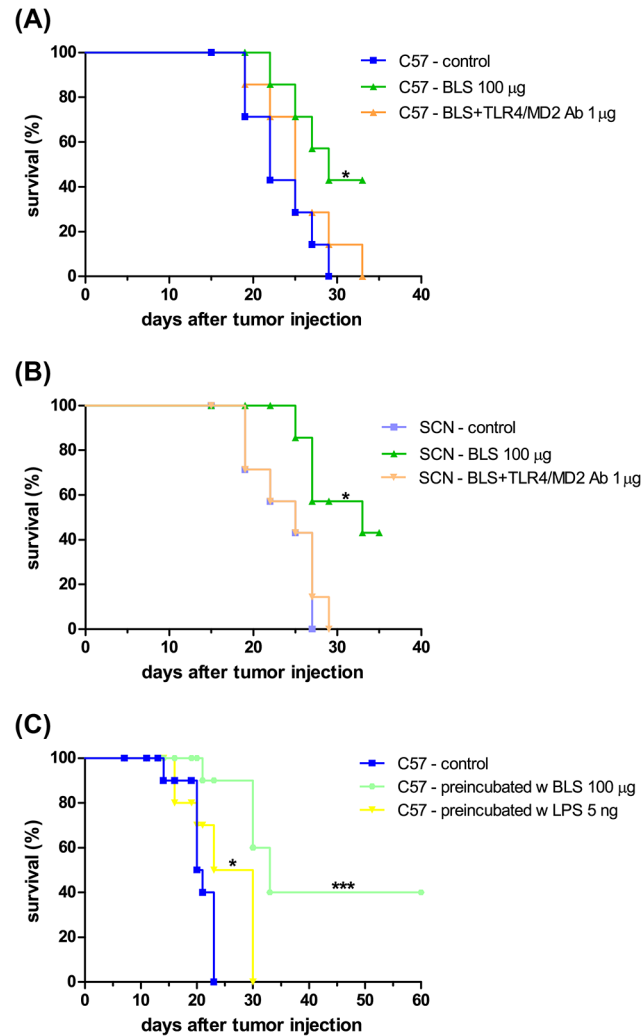 (A)
100
80
60
40
20
0
survival (%)
0 10 20 30 40
days after tumor injection
C57 - control
C57 - BLS 100 µg
C57 - BLS+TLR4/MD2 Ab 1µg
*
(B)
100
80
60
40
20
0
survival (%)
0 10 20 30 40
days after tumor injection
SCN - control
SCN - BLS 100 µg
SCN - BLS+TLR4/MD2 Ab 1µg
*
(C)
100
80
60
40
20
0
survival (%)
0 10 20 30 40 50 60
days after tumor injection
C57 - control
C57 - preincubated w BLS 100 µg
C57 - preincubated w LPS 5 ng
*
***